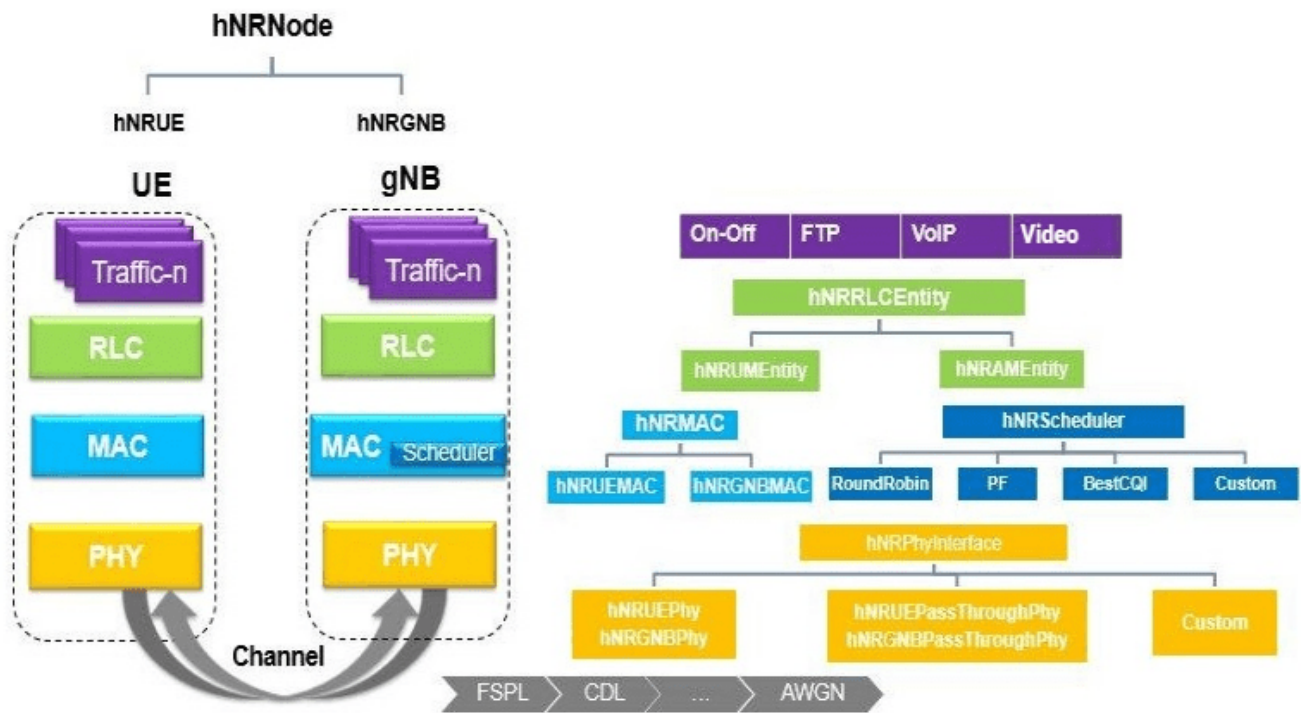 hNRNode
hNRUE
hNRGNB
UE
gNB
Traffic-n
RLC
MAC
PHY
Traffic-n
RLC
MAC
Scheduler
PHY
Channel
On-Off
FTP
VoIP
Video
hNRRLCEntity
hNRUMEntity
hNRAMEntity
hNRMAC
hNRUEMAC
hNRGNBMAC
hNRScheduler
RoundRobin
PF
BestCQI
Custom
hNRPhyInterface
hNRUEPhy
hNRGNBPhy
hNRUEPassThroughPhy
hNRGNBPassThroughPhy
Custom
FSPL
CDL
...
AWGN